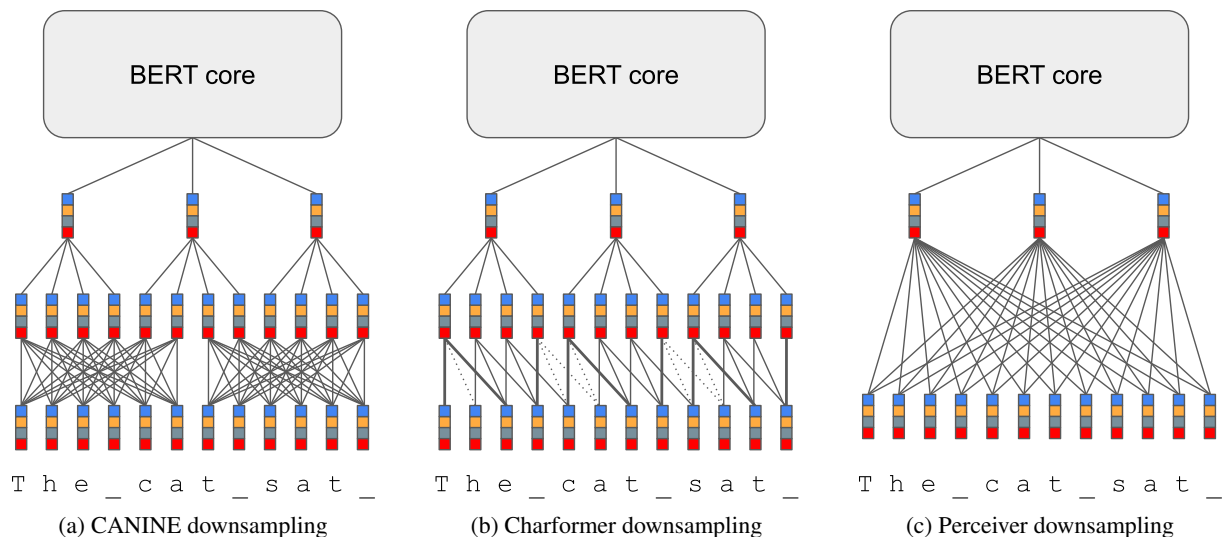 BERT core
BERT core
BERT core
T h e _ c a t _ s a t _
T h e _ c a t _ s a t _
T h e _ c a t _ s a t _
(a) CANINE downsampling
(b) Charformer downsampling
(c) Perceiver downsampling